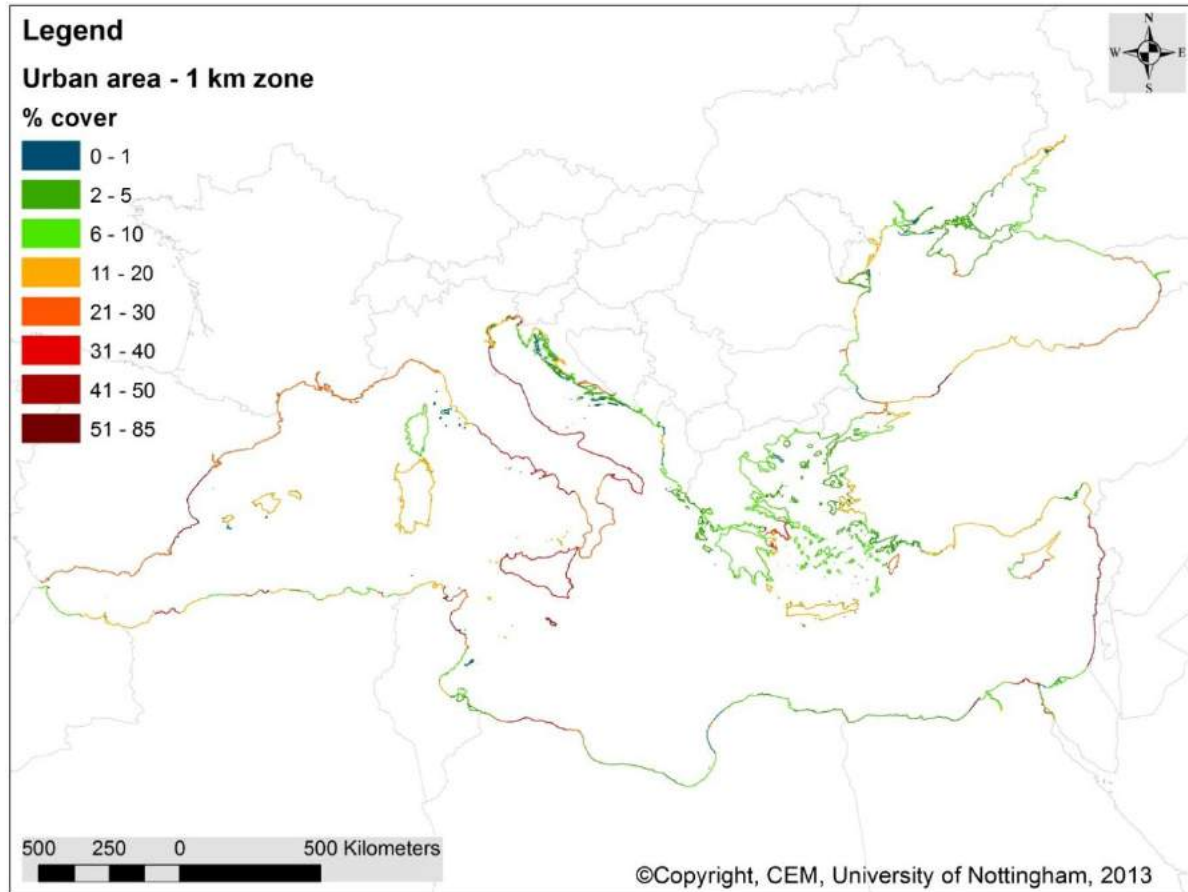 Legend
Urban area - 1 km zone
% cover
0 - 1
2 - 5
6 - 10
11 - 20
21 - 30
31 - 40
41 - 50
51 - 85
N
W E
S
500 250 0 500 Kilometers
©Copyright, CEM, University of Nottingham, 2013